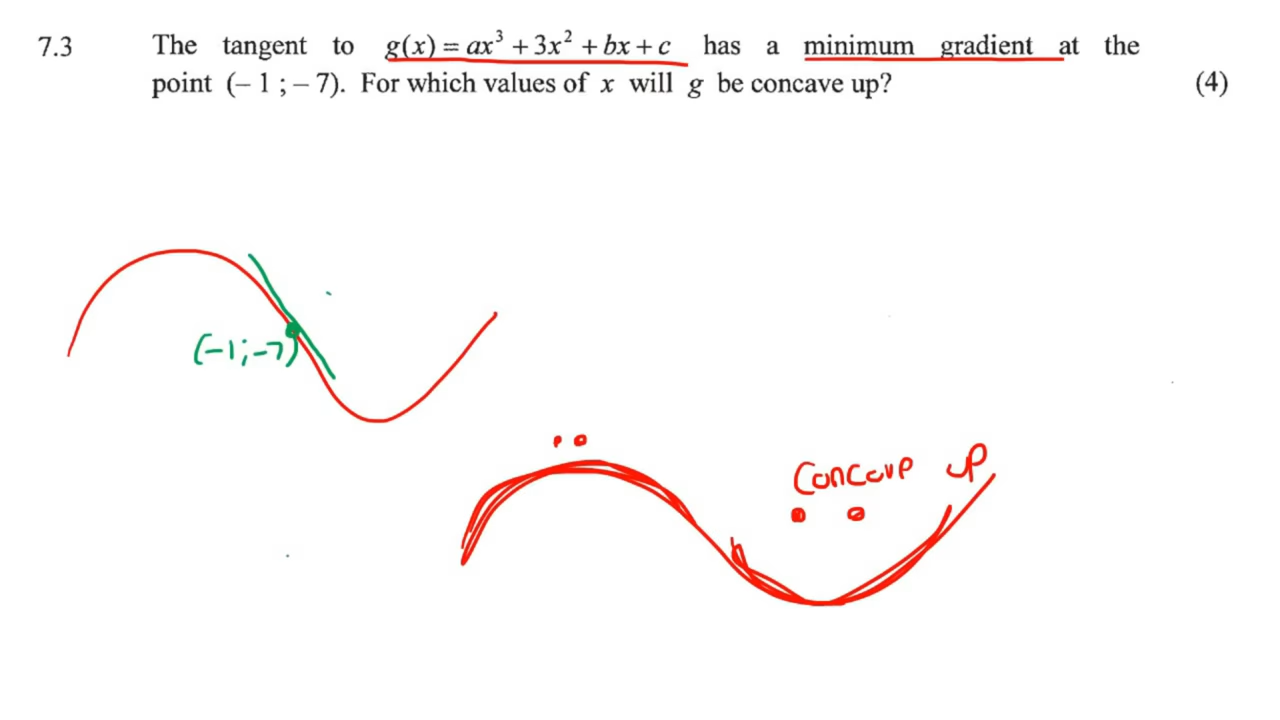 7.3 The tangent to g(x) = ax³ + 3x² + bx + c has a minimum gradient at the
point (– 1 ; – 7). For which values of x will g be concave up? (4)
(-1;-7)
Concave up